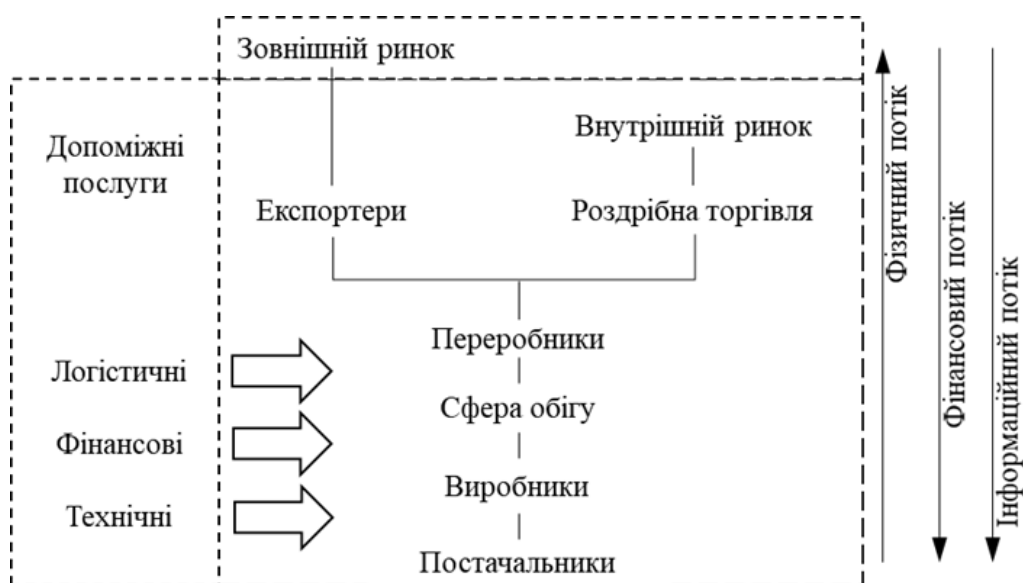 Зовнішній ринок
Внутрішній ринок
Допоміжні
послуги
Експортери
Роздрібна торгівля
Переробники
Логістичні
Сфера обігу
Фінансові
Виробники
Технічні
Постачальники
Фізичний потік
Фінансовий потік
Інформаційний потік